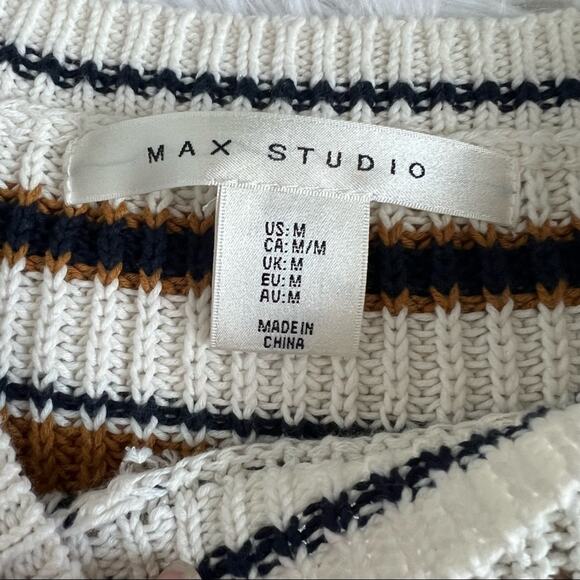 MAX STUDIO
US: M
CA: M/M
UK: M
EU: M
AU: M
MADE IN
CHINA